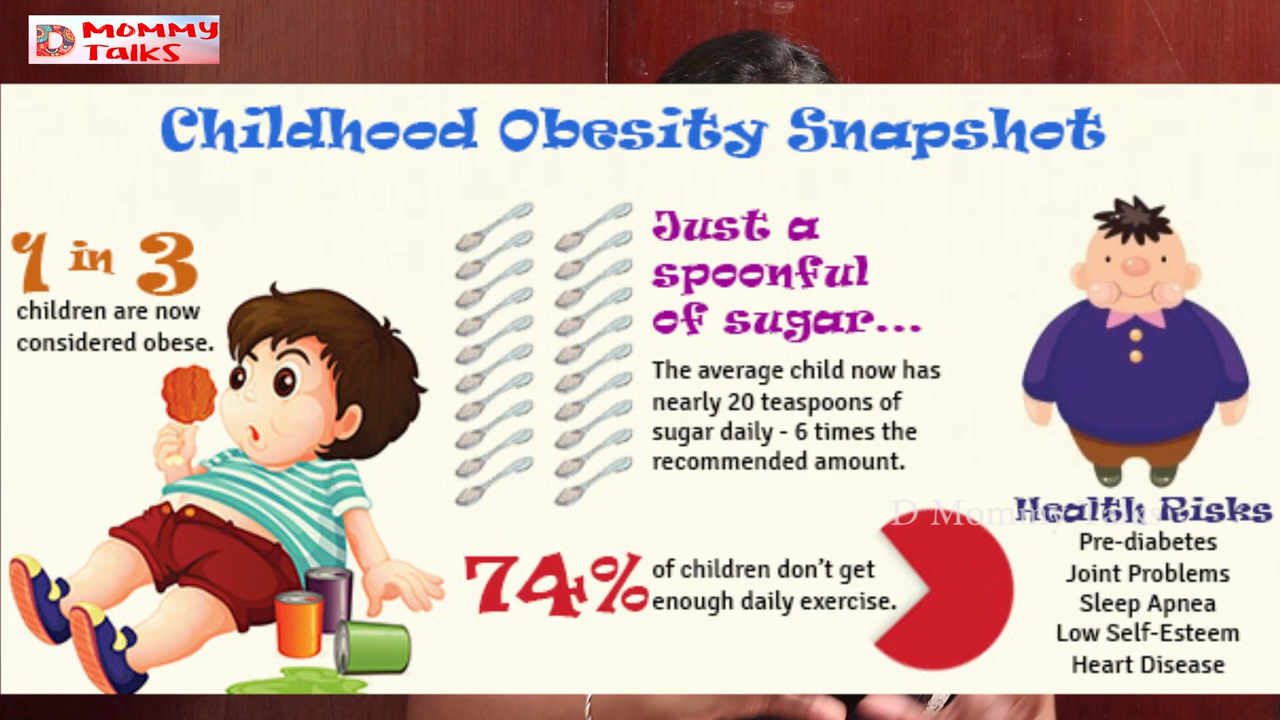 D MOMMY
TalkS
Childhood Obesity Snapshot
1 in 3
children are now
considered obese.
Just a
spoonful
of sugar...
The average child now has
nearly 20 teaspoons of
sugar daily - 6 times the
recommended amount.
74%
of children don't get
enough daily exercise.
D Mommy Talks
Health Risks
Pre-diabetes
Joint Problems
Sleep Apnea
Low Self-Esteem
Heart Disease